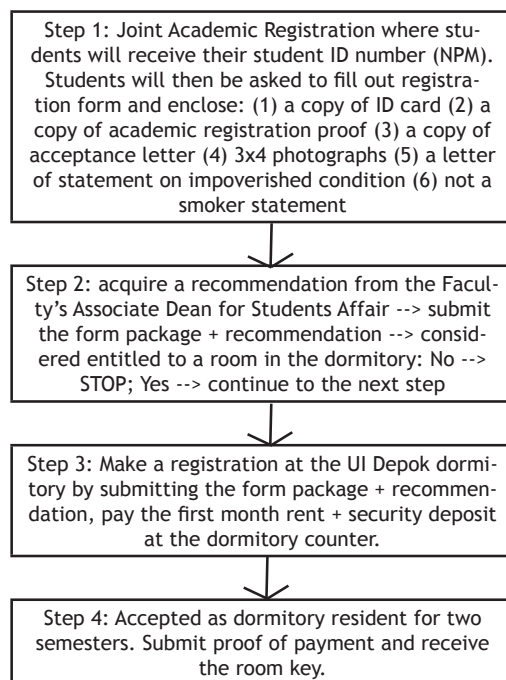 Step 1: Joint Academic Registration where stu-
dents will receive their student ID number (NPM).
Students will then be asked to fill out registra-
tion form and enclose: (1) a copy of ID card (2) a
copy of academic registration proof (3) a copy of
acceptance letter (4) 3x4 photographs (5) a letter
of statement on impoverished condition (6) not a
smoker statement
Step 2: acquire a recommendation from the Facul-
ty's Associate Dean for Students Affair --> submit
the form package + recommendation --> consid-
ered entitled to a room in the dormitory: No -->
STOP; Yes --> continue to the next step
Step 3: Make a registration at the UI Depok dormi-
tory by submitting the form package + recommen-
dation, pay the first month rent + security deposit
at the dormitory counter.
Step 4: Accepted as dormitory resident for two
semesters. Submit proof of payment and receive
the room key.